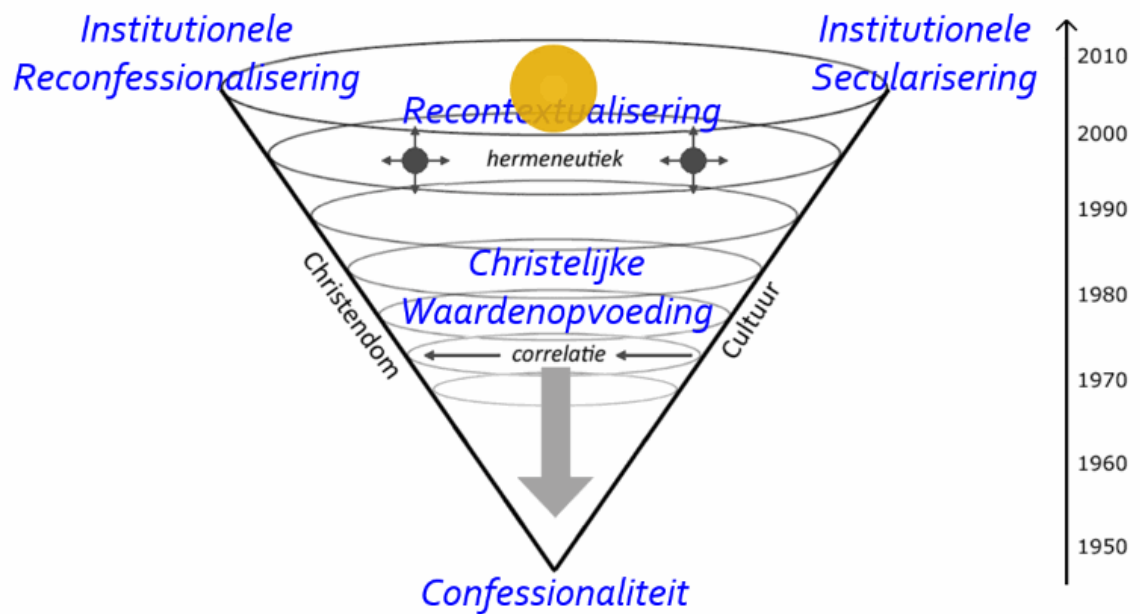 Institutionele
Reconfessionalisering
Institutionele
Secularisering
Recontextualisering
hermeneutiek
Christelijke
Waardenopvoeding
correlatie
Christendom
Cultuur
Confessionaliteit
2010
2000
1990
1980
1970
1960
1950